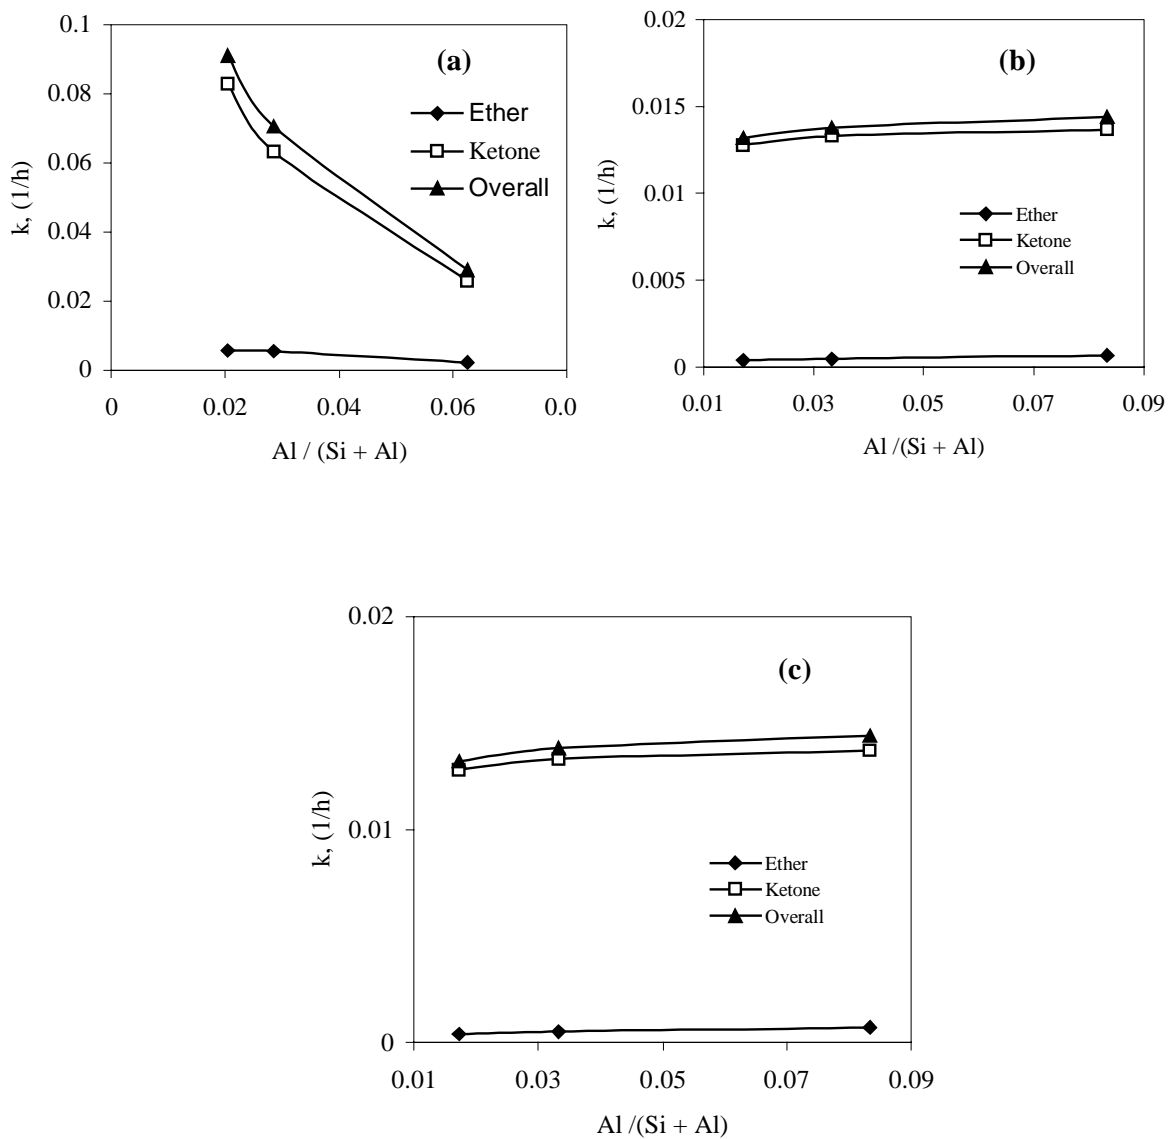 0.1
0.08
0.06
0.04
0.02
0
k, (1/h)
(a)
Ether
Ketone
Overall
0
0.02
0.04
0.06
0.0
Al / (Si + Al)
0.02
0.015
0.01
0.005
0
k, (1/h)
(b)
Ether
Ketone
Overall
0.01
0.03
0.05
0.07
0.09
Al /(Si + Al)
0.02
0.01
0
k, (1/h)
(c)
Ether
Ketone
Overall
0.01
0.03
0.05
0.07
0.09
Al /(Si + Al)